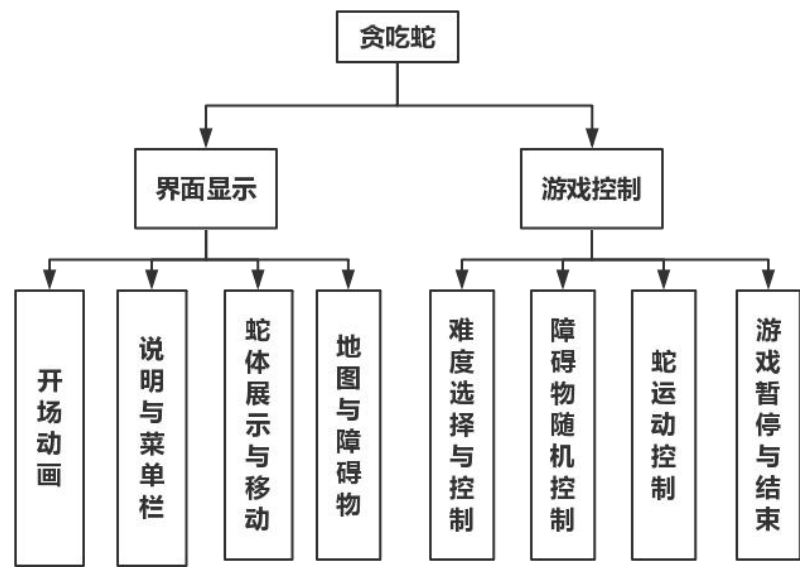 贪吃蛇
界面显示
游戏控制
开场动画
说明与菜单栏
蛇体展示与移动
地图与障碍物
难度选择与控制
障碍物随机控制
蛇运动控制
游戏暂停与结束